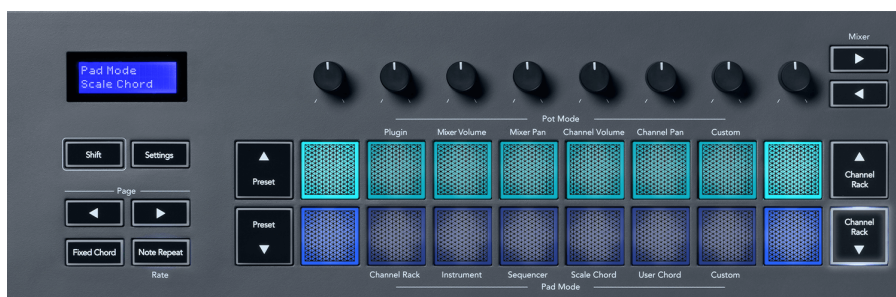 Mixer
Pad Mode
Scale Chord
Pot Mode
Plugin
Mixer Volume
Mixer Pan
Channel Volume
Channel Pan
Custom
Shift
Settings
Preset
Channel
Rack
Page
Preset
Channel
Rack
Fixed Chord
Note Repeat
Rate
Channel Rack
Instrument
Sequencer
Scale Chord
User Chord
Custom
Pad Mode